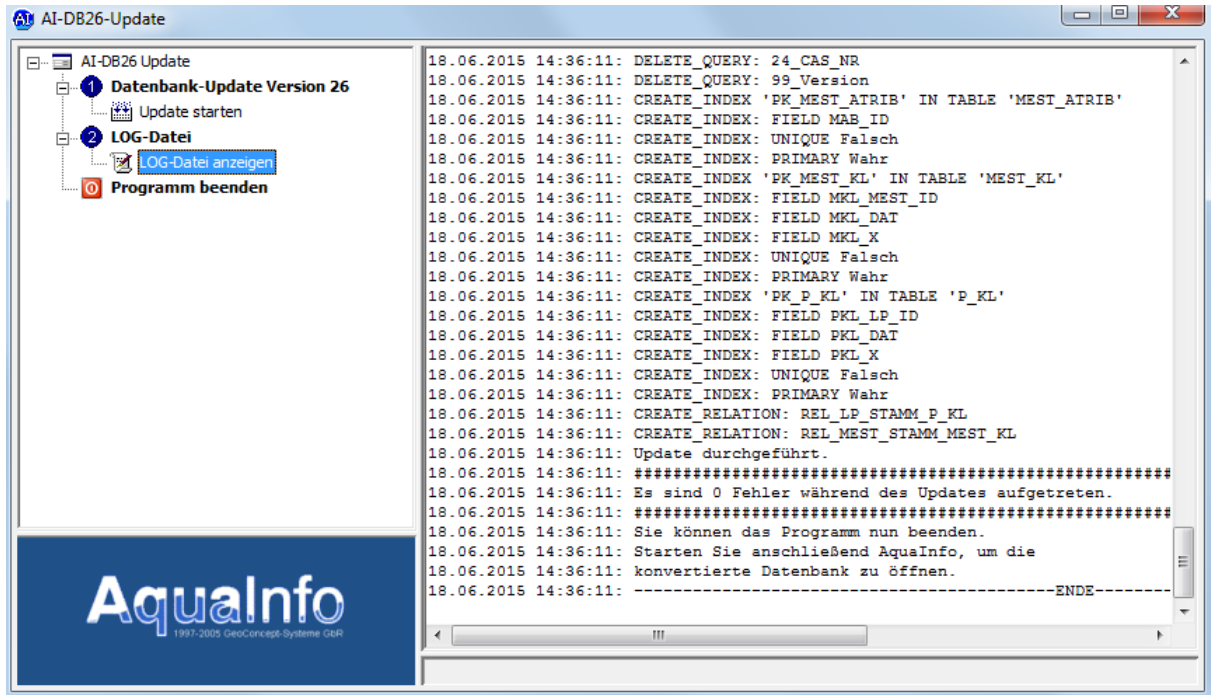 AI-DB26-Update
AI-DB26 Update
1 Datenbank-Update Version 26
Update starten
2 LOG-Datei
LOG-Datei anzeigen
Programm beenden
18.06.2015 14:36:11: DELETE_QUERY: 24_CAS_NR
18.06.2015 14:36:11: DELETE_QUERY: 99_Version
18.06.2015 14:36:11: CREATE_INDEX 'PK_MEST_ATRIB' IN TABLE 'MEST_ATRIB'
18.06.2015 14:36:11: CREATE_INDEX: FIELD MAB_ID
18.06.2015 14:36:11: CREATE_INDEX: UNIQUE Falsch
18.06.2015 14:36:11: CREATE_INDEX: PRIMARY Wahr
18.06.2015 14:36:11: CREATE_INDEX 'PK_MEST_KL' IN TABLE 'MEST_KL'
18.06.2015 14:36:11: CREATE_INDEX: FIELD MKL_MEST_ID
18.06.2015 14:36:11: CREATE_INDEX: FIELD MKL_DAT
18.06.2015 14:36:11: CREATE_INDEX: FIELD MKL_X
18.06.2015 14:36:11: CREATE_INDEX: UNIQUE Falsch
18.06.2015 14:36:11: CREATE_INDEX: PRIMARY Wahr
18.06.2015 14:36:11: CREATE_INDEX 'PK_P_KL' IN TABLE 'P_KL'
18.06.2015 14:36:11: CREATE_INDEX: FIELD PKL_LP_ID
18.06.2015 14:36:11: CREATE_INDEX: FIELD PKL_DAT
18.06.2015 14:36:11: CREATE_INDEX: FIELD PKL_X
18.06.2015 14:36:11: CREATE_INDEX: UNIQUE Falsch
18.06.2015 14:36:11: CREATE_INDEX: PRIMARY Wahr
18.06.2015 14:36:11: CREATE_RELATION: REL_LP_STAMM_P_KL
18.06.2015 14:36:11: CREATE_RELATION: REL_MEST_STAMM_MEST_KL
18.06.2015 14:36:11: Update durchgeführt.
18.06.2015 14:36:11: #######################################################
18.06.2015 14:36:11: Es sind 0 Fehler während des Updates aufgetreten.
18.06.2015 14:36:11: #######################################################
18.06.2015 14:36:11: Sie können das Programm nun beenden.
18.06.2015 14:36:11: Starten Sie anschließend AquaInfo, um die
18.06.2015 14:36:11: konvertierte Datenbank zu öffnen.
18.06.2015 14:36:11: -------------------------------------------ENDE--------
AquaInfo
1997-2005 GeoConcept-Systeme GbR